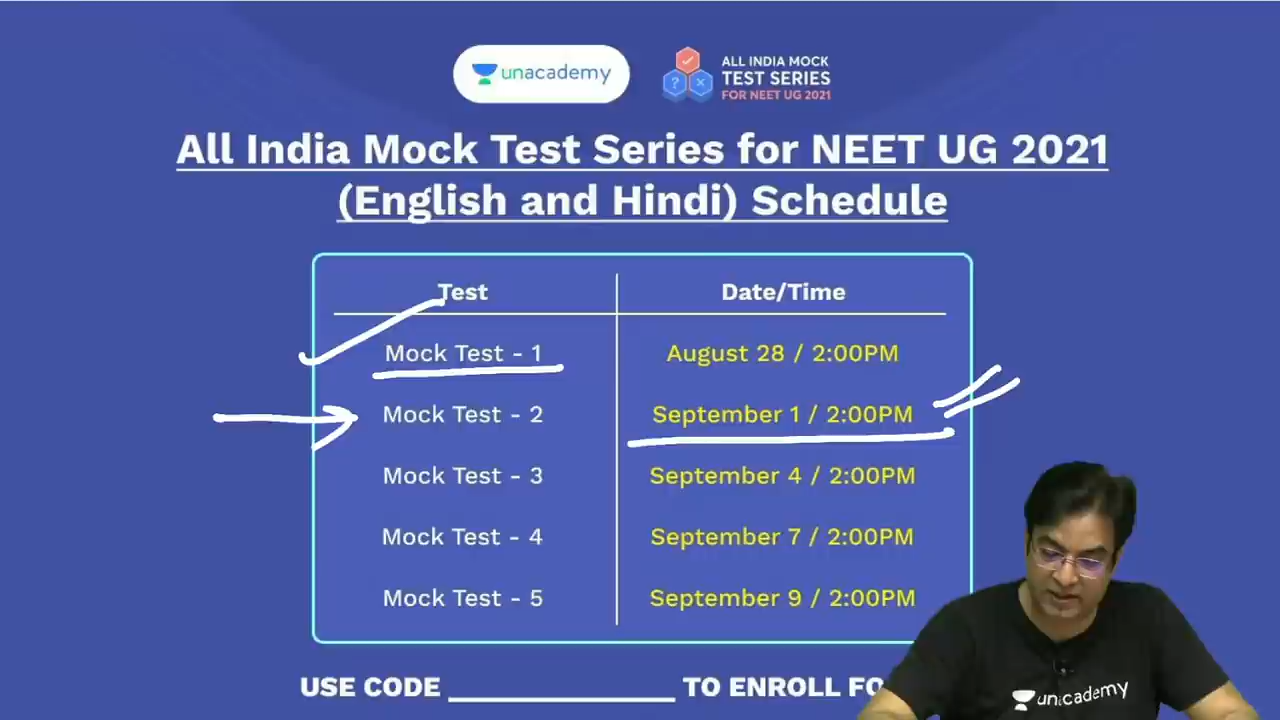 unacademy
ALL INDIA MOCK
TEST SERIES
FOR NEET UG 2021
All India Mock Test Series for NEET UG 2021
(English and Hindi) Schedule
Test Date/Time
Mock Test - 1 August 28 / 2:00PM
Mock Test - 2 September 1 / 2:00PM
Mock Test - 3 September 4 / 2:00PM
Mock Test - 4 September 7 / 2:00PM
Mock Test - 5 September 9 / 2:00PM
USE CODE ____________ TO ENROLL FO
unacademy